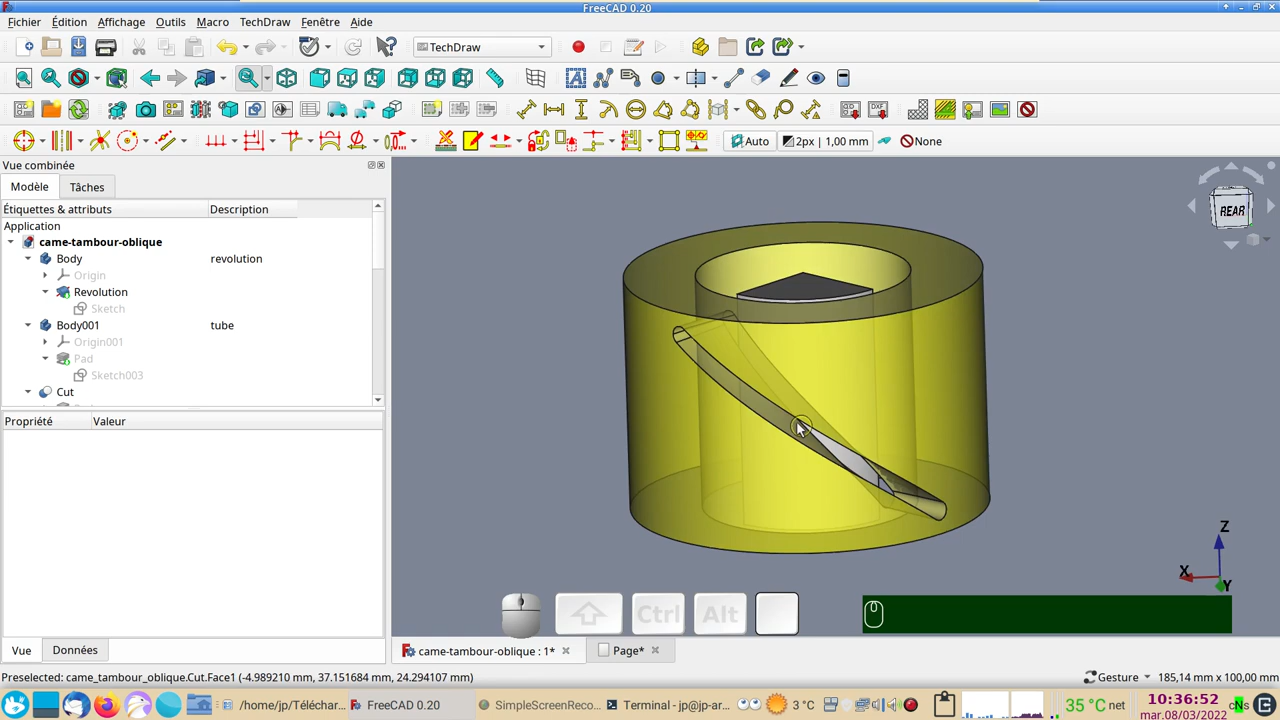 FreeCAD 0.20
Fichier Édition Affichage Outils Macro TechDraw Fenêtre Aide
TechDraw
Auto 2px | 1,00 mm None
Vue combinée
Modèle Tâches
Étiquettes & attributs Description
Application
came-tambour-oblique
Body revolution
Origin
Revolution
Sketch
Body001 tube
Origin001
Pad
Sketch003
Cut
Propriété Valeur
REAR
Z
X
Y
Ctrl Alt
Vue Données
came-tambour-oblique : 1* Page*
Preselected: came_tambour_oblique.Cut.Face1 (-4.989210 mm, 37.151684 mm, 24.294107 mm) Gesture 185,14 mm x 100,00 mm
/home/jp/Téléchar... FreeCAD 0.20 SimpleScreenReco... Terminal - jp@jp-ar... 3°C 35°C net 10:36:52
mar.08/03/2022